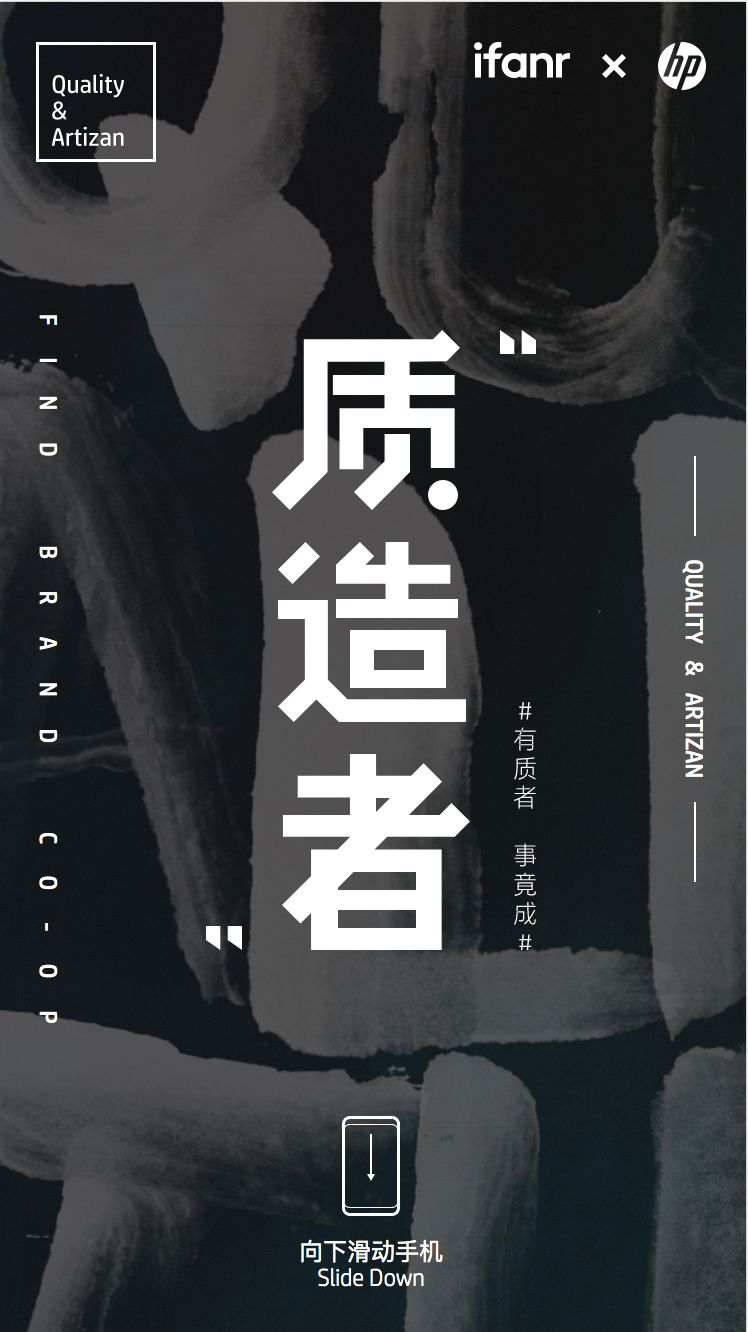 Quality
&
Artizan
ifanr × hp
FIND BRAND CO-OP
"质造者"
#有质者 事竟成#
QUALITY & ARTIZAN
向下滑动手机
Slide Down